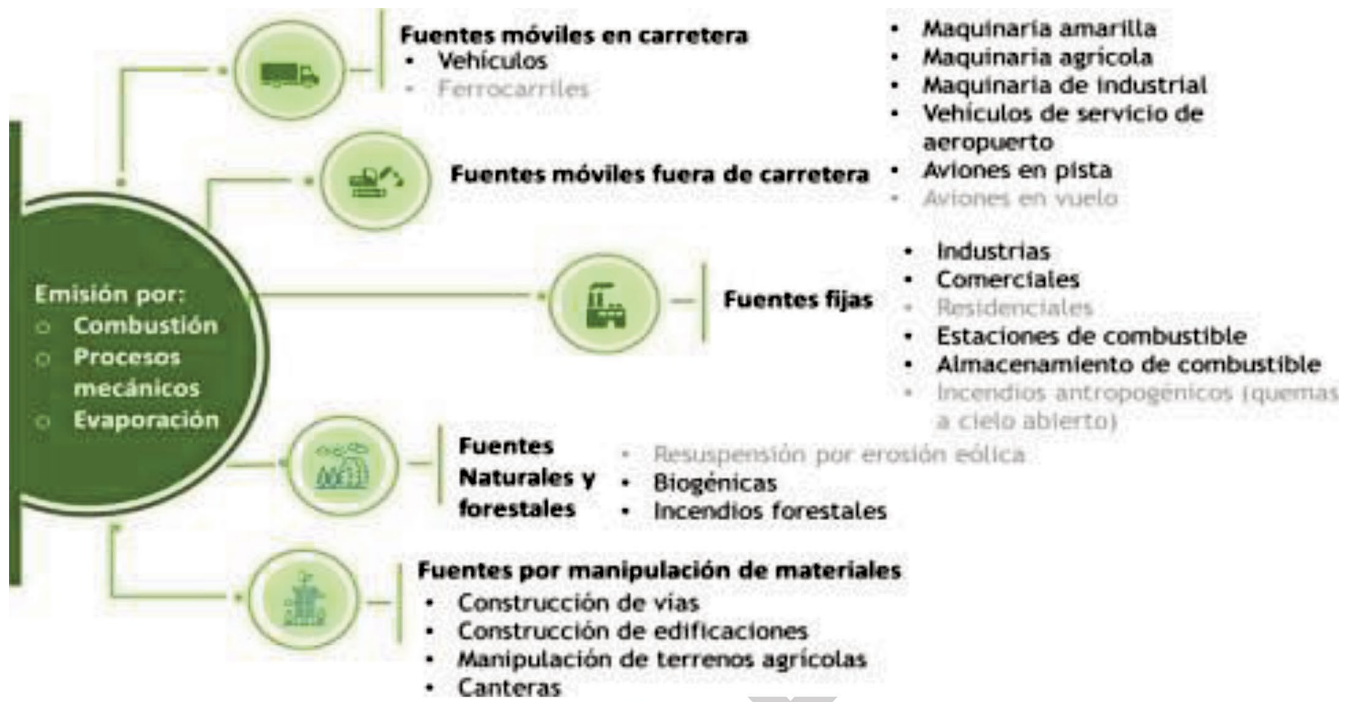 Fuentes móviles en carretera
• Vehículos
• Ferrocarriles
Fuentes móviles fuera de carretera
• Maquinaria amarilla
• Maquinaria agrícola
• Maquinaria de industrial
• Vehículos de servicio de
aeropuerto
• Aviones en pista
• Aviones en vuelo
Emisión por:
o Combustión
o Procesos
mecánicos
o Evaporación
Fuentes fijas
• Industrias
• Comerciales
• Residenciales
• Estaciones de combustible
• Almacenamiento de combustible
• Incendios antropogénicos (quemas
a cielo abierto)
Fuentes
Naturales y
forestales
• Resuspensión por erosión eólica
• Biogénicas
• Incendios forestales
Fuentes por manipulación de materiales
• Construcción de vías
• Construcción de edificaciones
• Manipulación de terrenos agrícolas
• Canteras